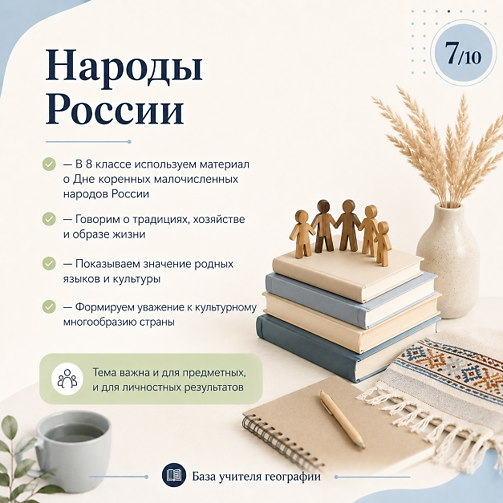 Народы
России
7/10
— В 8 классе используем материал
о Дне коренных малочисленных
народов России
— Говорим о традициях, хозяйстве
и образе жизни
— Показываем значение родных
языков и культуры
— Формируем уважение к культурному
многообразию страны
Тема важна и для предметных,
и для личностных результатов
База учителя географии